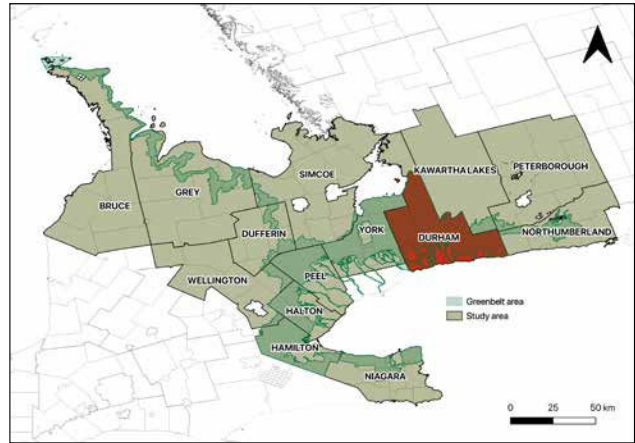 SIMCOE
KAWARTHA LAKES
PETERBOROUGH
BRUCE
GREY
DUFFERIN
YORK
DURHAM
NORTHUMBERLAND
WELLINGTON
PEEL
HALTON
HAMILTON
NIAGARA
Greenbelt area
Study area
0 25 50 km